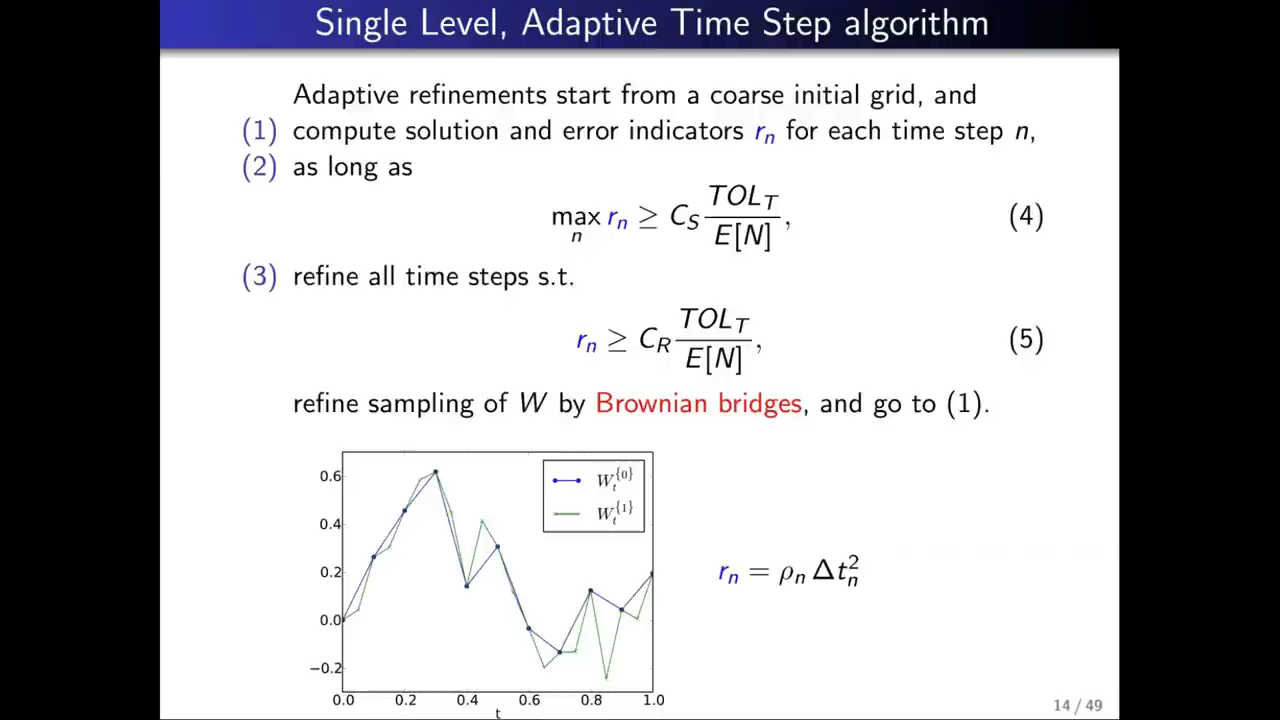 Single Level, Adaptive Time Step algorithm
Adaptive refinements start from a coarse initial grid, and
(1) compute solution and error indicators r_n for each time step n,
(2) as long as
max_n r_n ≥ C_S TOL_T / E[N], (4)
(3) refine all time steps s.t.
r_n ≥ C_R TOL_T / E[N], (5)
refine sampling of W by Brownian bridges, and go to (1).
0.6
0.4
0.2
0.0
−0.2
W_t^{0}
W_t^{1}
0.0 0.2 0.4 0.6 0.8 1.0
t
r_n = ρ_n Δt_n^2
14 / 49